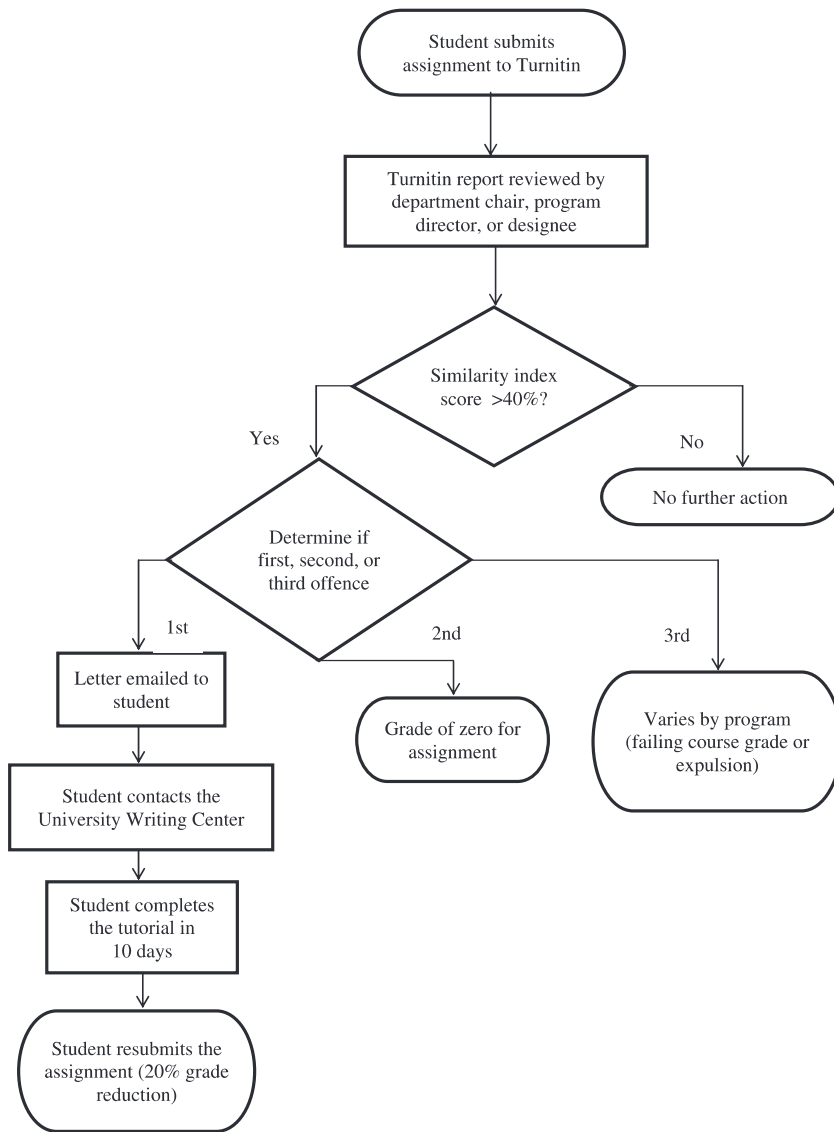 Student submits
assignment to Turnitin
Turnitin report reviewed by
department chair, program
director, or designee
Similarity index
score >40%?
Yes
No
No further action
Determine if
first, second, or
third offence
1st
2nd
3rd
Letter emailed to
student
Grade of zero for
assignment
Varies by program
(failing course grade or
expulsion)
Student contacts the
University Writing Center
Student completes
the tutorial in
10 days
Student resubmits the
assignment (20% grade
reduction)